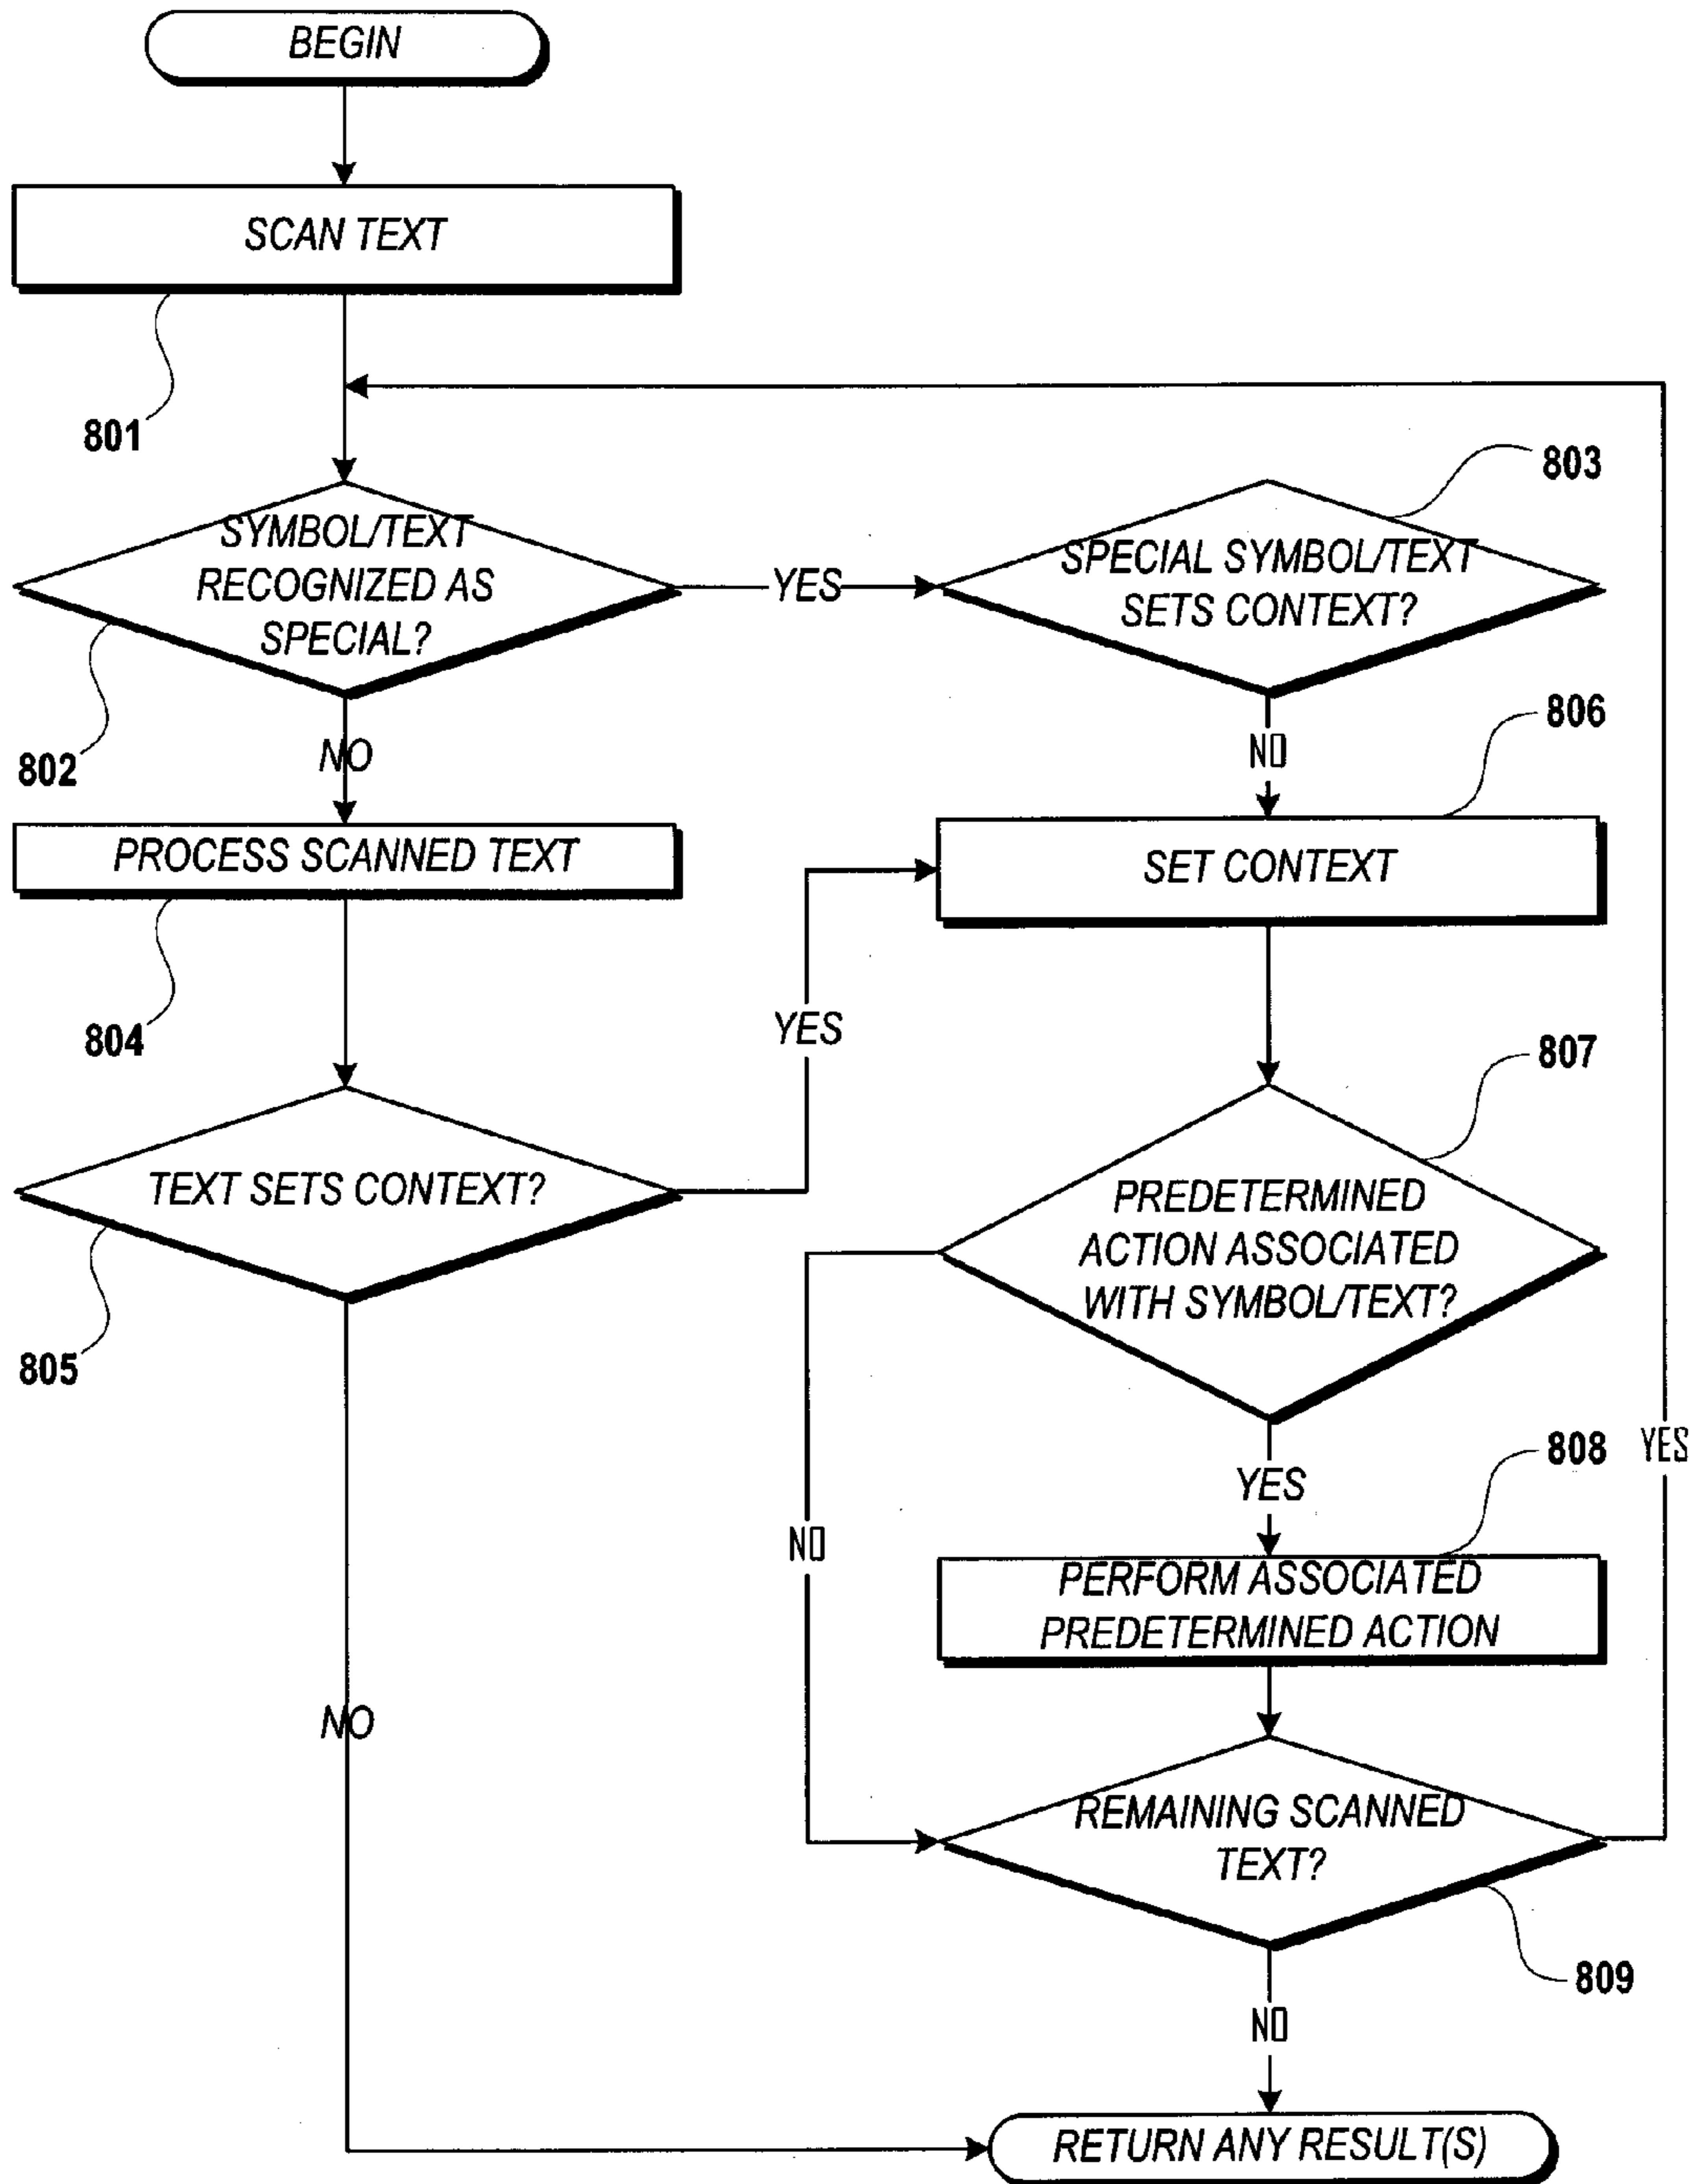 BEGIN
SCAN TEXT
801
803
SYMBOL/TEXT
RECOGNIZED AS
SPECIAL?
YES
SPECIAL SYMBOL/TEXT
SETS CONTEXT?
802
NO
NO
806
PROCESS SCANNED TEXT
SET CONTEXT
804
YES
807
TEXT SETS CONTEXT?
805
PREDETERMINED
ACTION ASSOCIATED
WITH SYMBOL/TEXT?
YES
808
YES
NO
PERFORM ASSOCIATED
PREDETERMINED ACTION
NO
REMAINING SCANNED
TEXT?
809
NO
RETURN ANY RESULT(S)